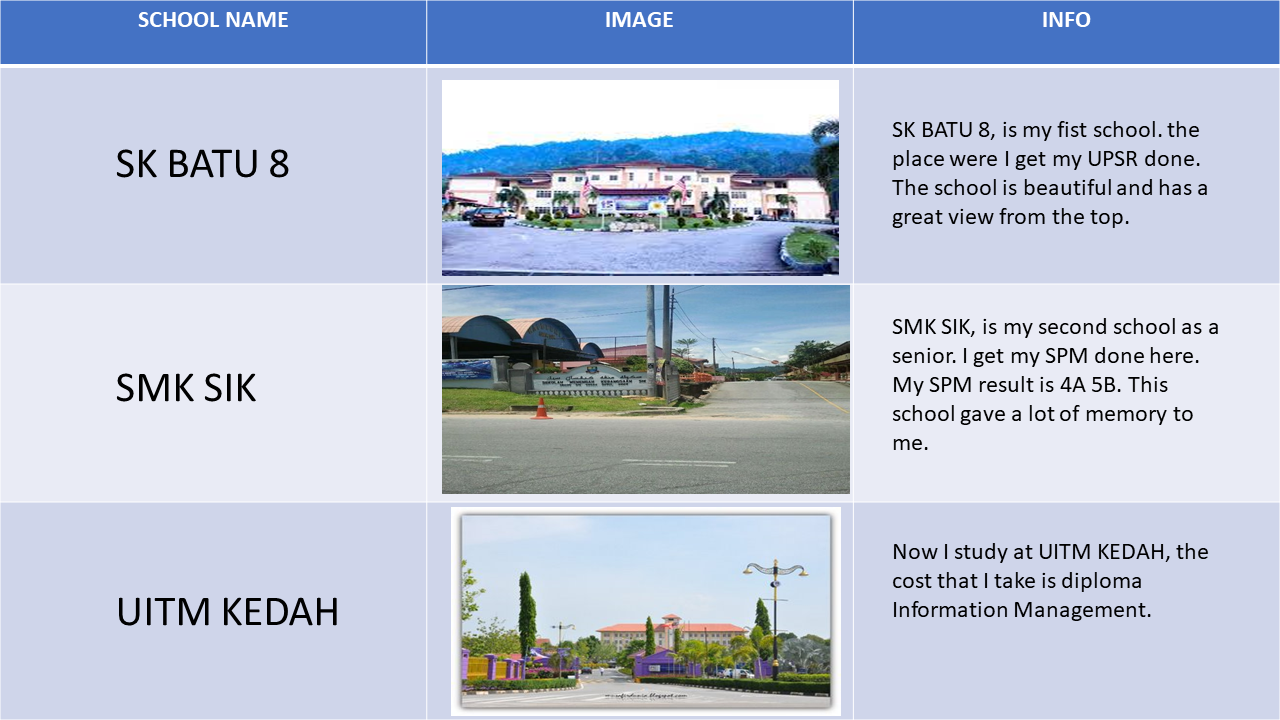 SCHOOL NAME
IMAGE
INFO
SK BATU 8
SK BATU 8, is my fist school. the
place were I get my UPSR done.
The school is beautiful and has a
great view from the top.
SMK SIK
SMK SIK, is my second school as a
senior. I get my SPM done here.
My SPM result is 4A 5B. This
school gave a lot of memory to
me.
UITM KEDAH
Now I study at UITM KEDAH, the
cost that I take is diploma
Information Management.